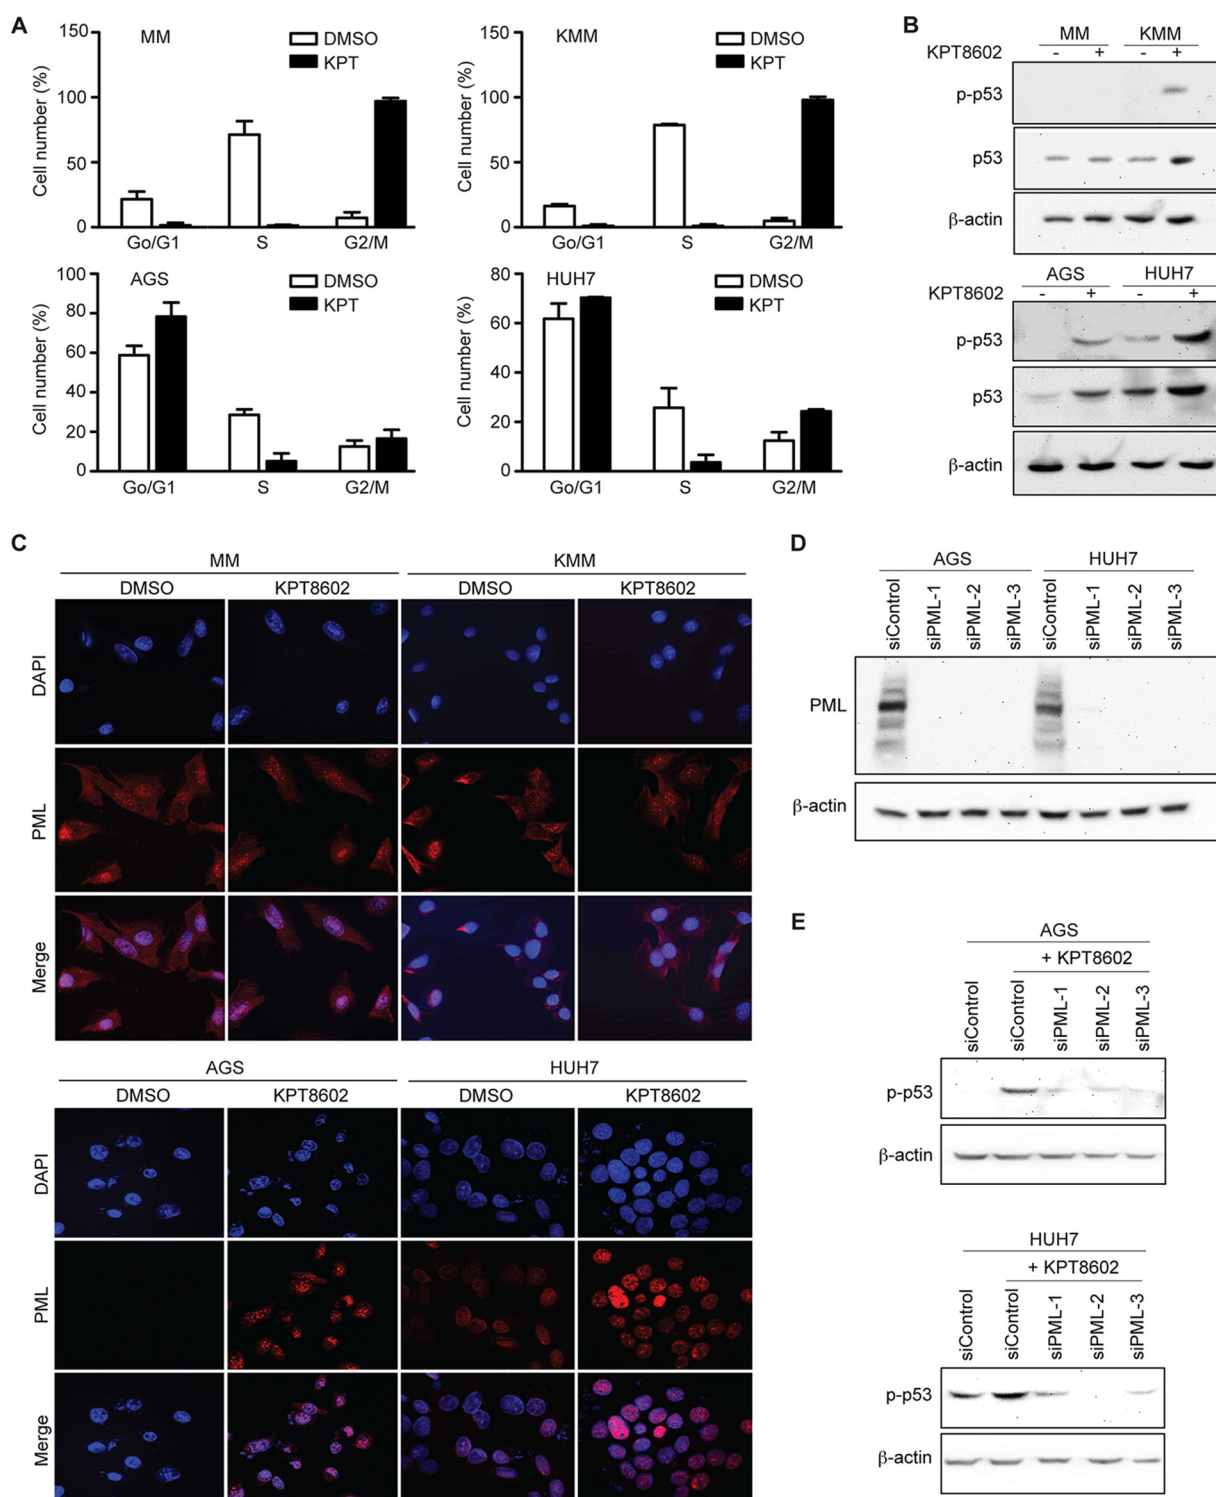 A
MM
DMSO
KPT
Cell number (%)
150
100
50
0
Go/G1 S G2/M
KMM
DMSO
KPT
Cell number (%)
150
100
50
0
Go/G1 S G2/M
AGS
DMSO
KPT
Cell number (%)
100
80
60
40
20
0
Go/G1 S G2/M
HUH7
DMSO
KPT
Cell number (%)
80
60
40
20
0
Go/G1 S G2/M
B
MM KMM
KPT8602 - + - +
p-p53
p53
β-actin
AGS HUH7
KPT8602 - + - +
p-p53
p53
β-actin
C
MM KMM
DMSO KPT8602 DMSO KPT8602
DAPI
PML
Merge
AGS HUH7
DMSO KPT8602 DMSO KPT8602
DAPI
PML
Merge
D
AGS HUH7
siControl siPML-1 siPML-2 siPML-3 siControl siPML-1 siPML-2 siPML-3
PML
β-actin
E
AGS
+ KPT8602
siControl siControl siPML-1 siPML-2 siPML-3
p-p53
β-actin
HUH7
+ KPT8602
siControl siControl siPML-1 siPML-2 siPML-3
p-p53
β-actin